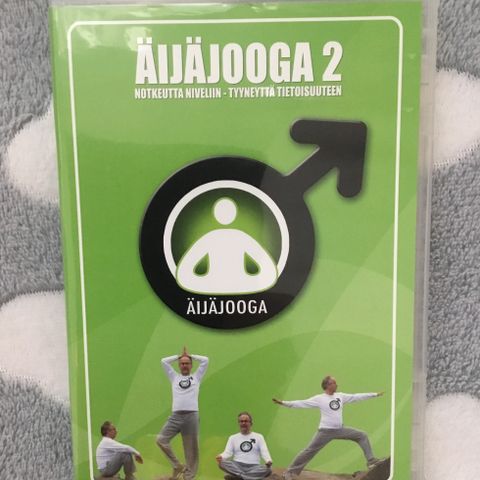 ÄIJÄJOOGA 2
NOTKEUTTA NIVELIIN - TYYNEYTTÄ TIETOISUUTEEN
ÄIJÄJOOGA